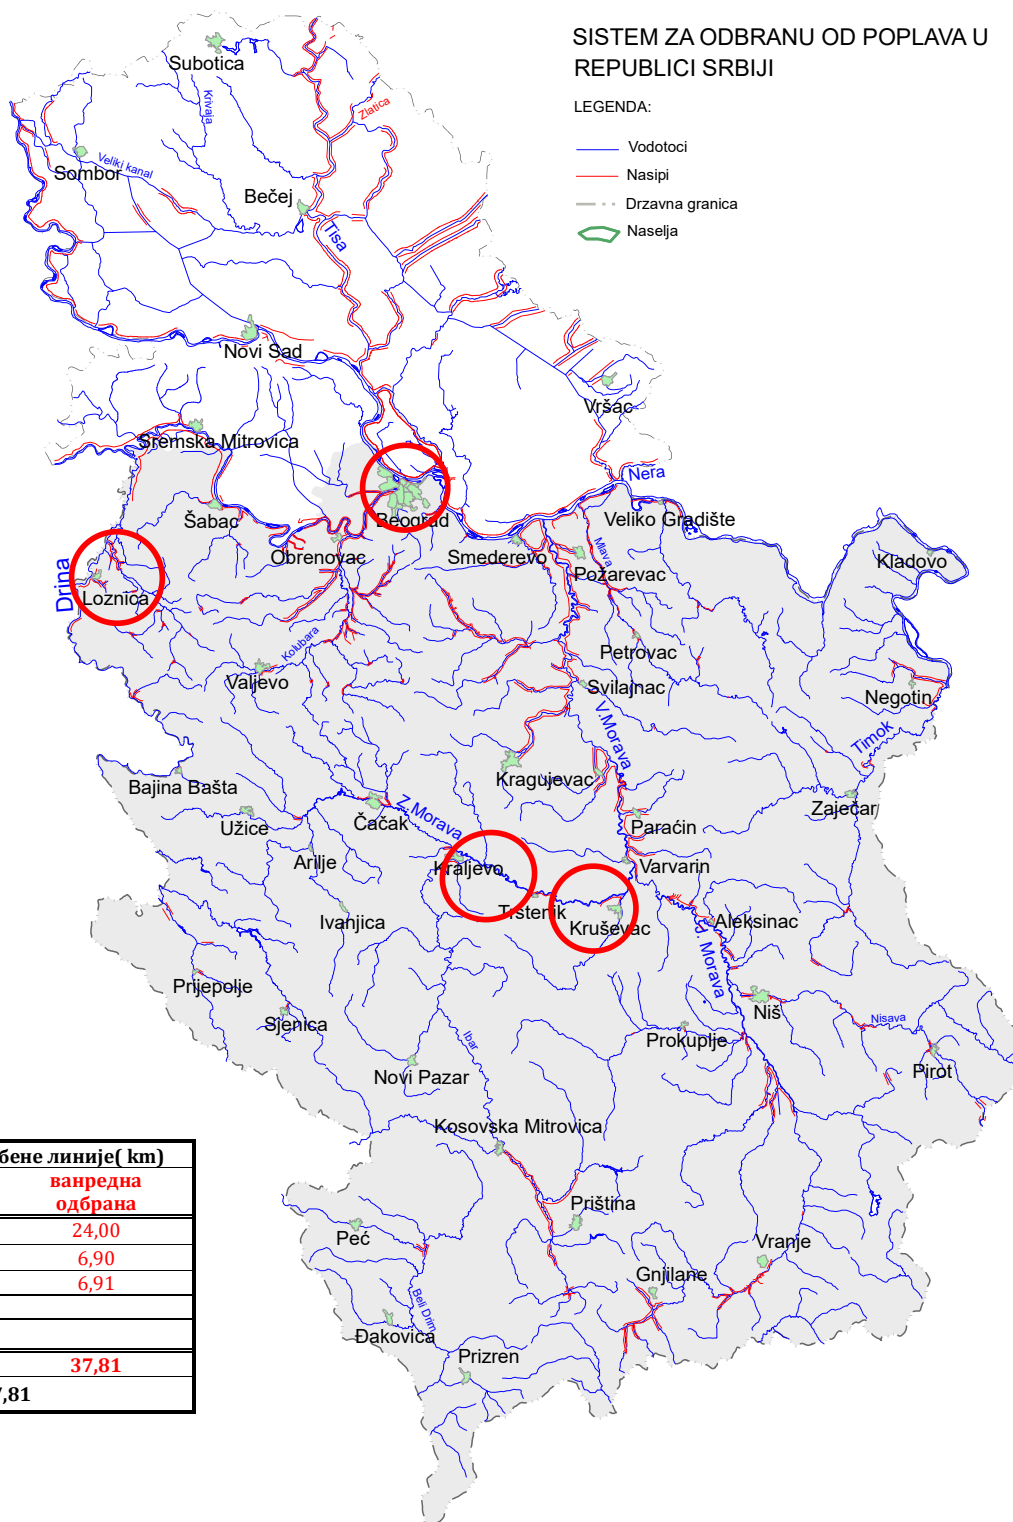 SISTEM ZA ODBRANU OD POPLAVA U
REPUBLICI SRBIJI
LEGENDA:
Vodotoci
Nasipi
Drzavna granica
Naselja
Subotica
Krivaja
Zlatica
Sombor
Veliki kanal
Bečej
Tisa
Novi Sad
Vršac
Sremska Mitrovica
Nera
Beograd
Šabac
Veliko Gradište
Obrenovac
Smederevo
Mlava
Kladovo
Požarevac
Drina
Loznica
Kolubara
Petrovac
Valjevo
Svilajnac
Negotin
V.Morava
Timok
Bajina Bašta
Kragujevac
Zaječar
Užice
Čačak
Z.Morava
Paraćin
Arilje
Kraljevo
Varvarin
Ivanjica
Trstenik
Kruševac
Aleksinac
J. Morava
Prijepolje
Sjenica
Niš
Ibar
Prokuplje
Nisava
Pirot
Novi Pazar
Kosovska Mitrovica
бене линије( km)
ванредна
одбрана
24,00
6,90
6,91
37,81
7,81
Priština
Peć
Vranje
Gnjilane
Beli Drim
Đakovica
Prizren